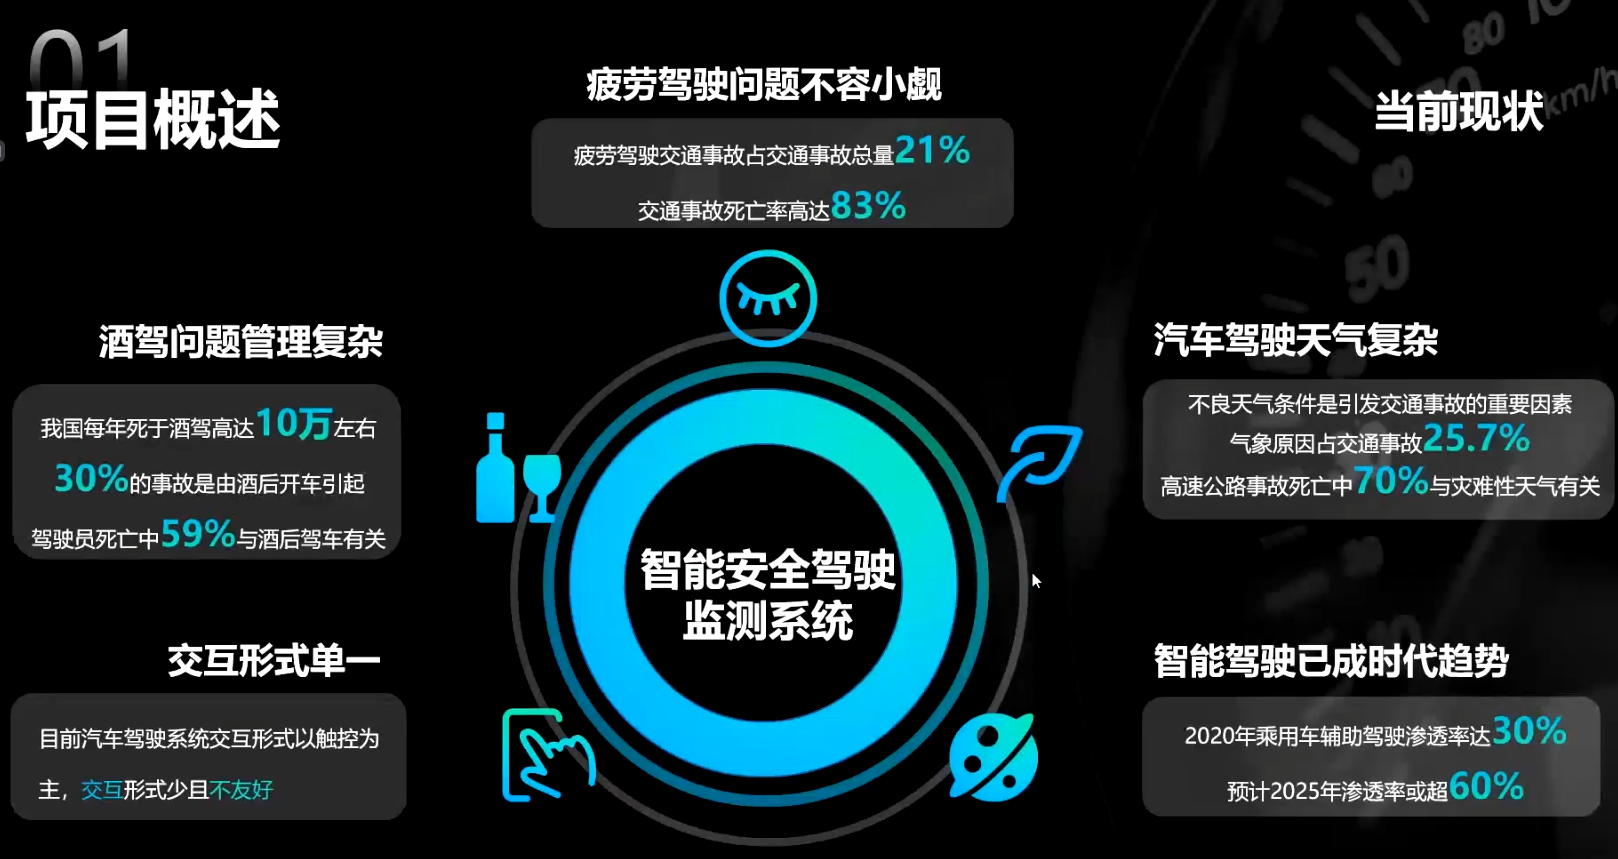 01
项目概述
疲劳驾驶问题不容小觑
疲劳驾驶交通事故占交通事故总量21%
交通事故死亡率高达83%
当前现状
80
km/h
60
50
酒驾问题管理复杂
我国每年死于酒驾高达10万左右
30%的事故是由酒后开车引起
驾驶员死亡中59%与酒后驾车有关
汽车驾驶天气复杂
不良天气条件是引发交通事故的重要因素
气象原因占交通事故25.7%
高速公路事故死亡中70%与灾难性天气有关
智能安全驾驶
监测系统
交互形式单一
目前汽车驾驶系统交互形式以触控为
主，交互形式少且不友好
智能驾驶已成时代趋势
2020年乘用车辅助驾驶渗透率达30%
预计2025年渗透率或超60%